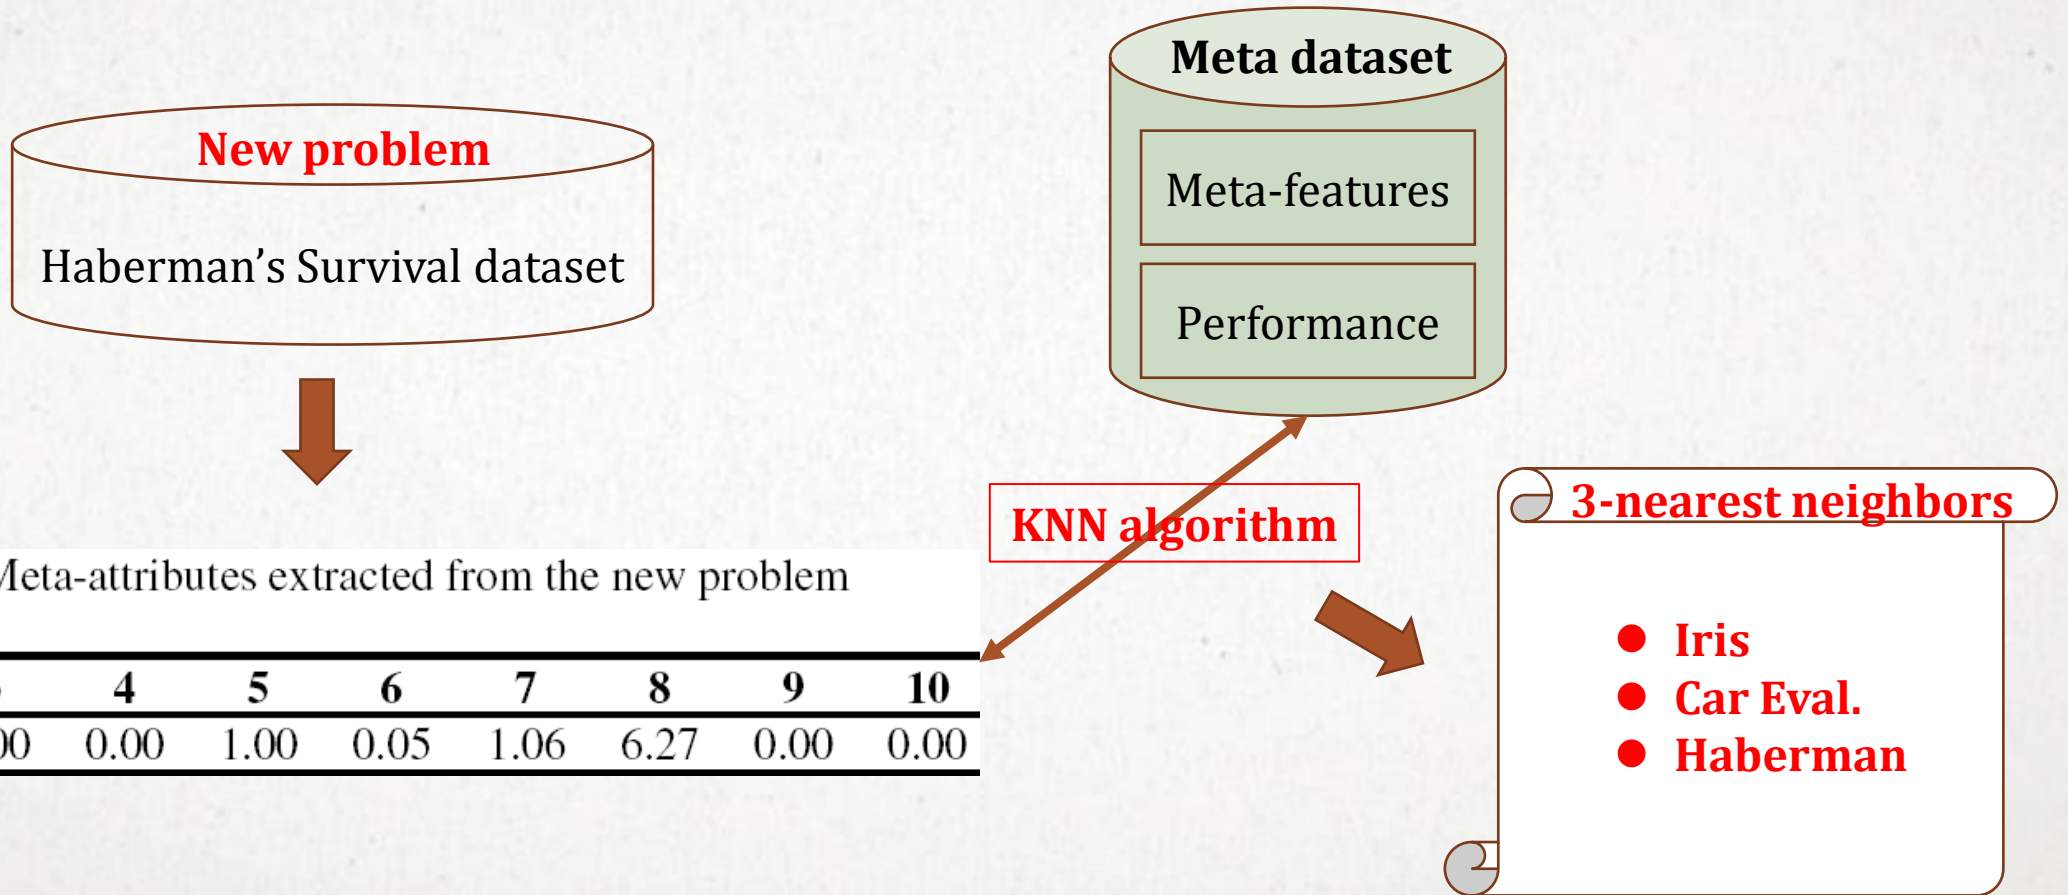 Meta dataset
New problem
Meta-features
Haberman's Survival dataset
Performance
KNN algorithm
3-nearest neighbors
Meta-attributes extracted from the new problem
4 5 6 7 8 9 10
0.00 1.00 0.05 1.06 6.27 0.00 0.00
● Iris
● Car Eval.
● Haberman